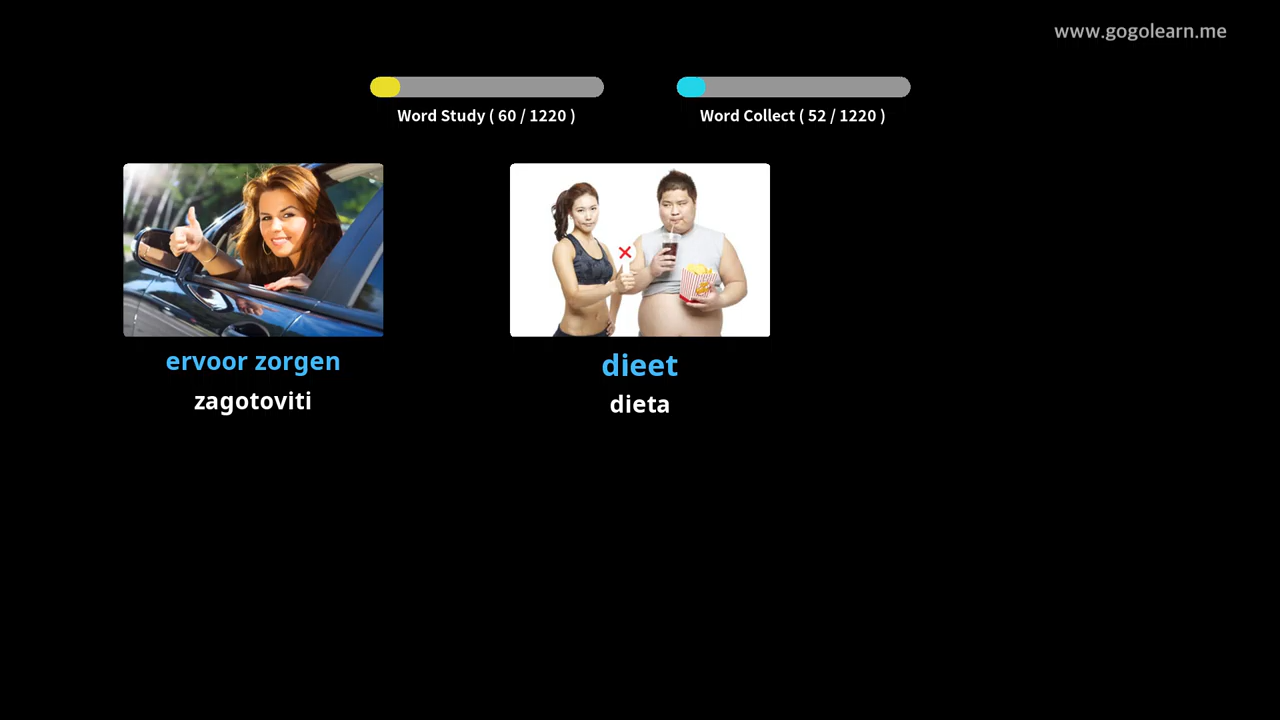 www.gogolearn.me
Word Study ( 60 / 1220 )
Word Collect ( 52 / 1220 )
ervoor zorgen
zagotoviti
dieet
dieta